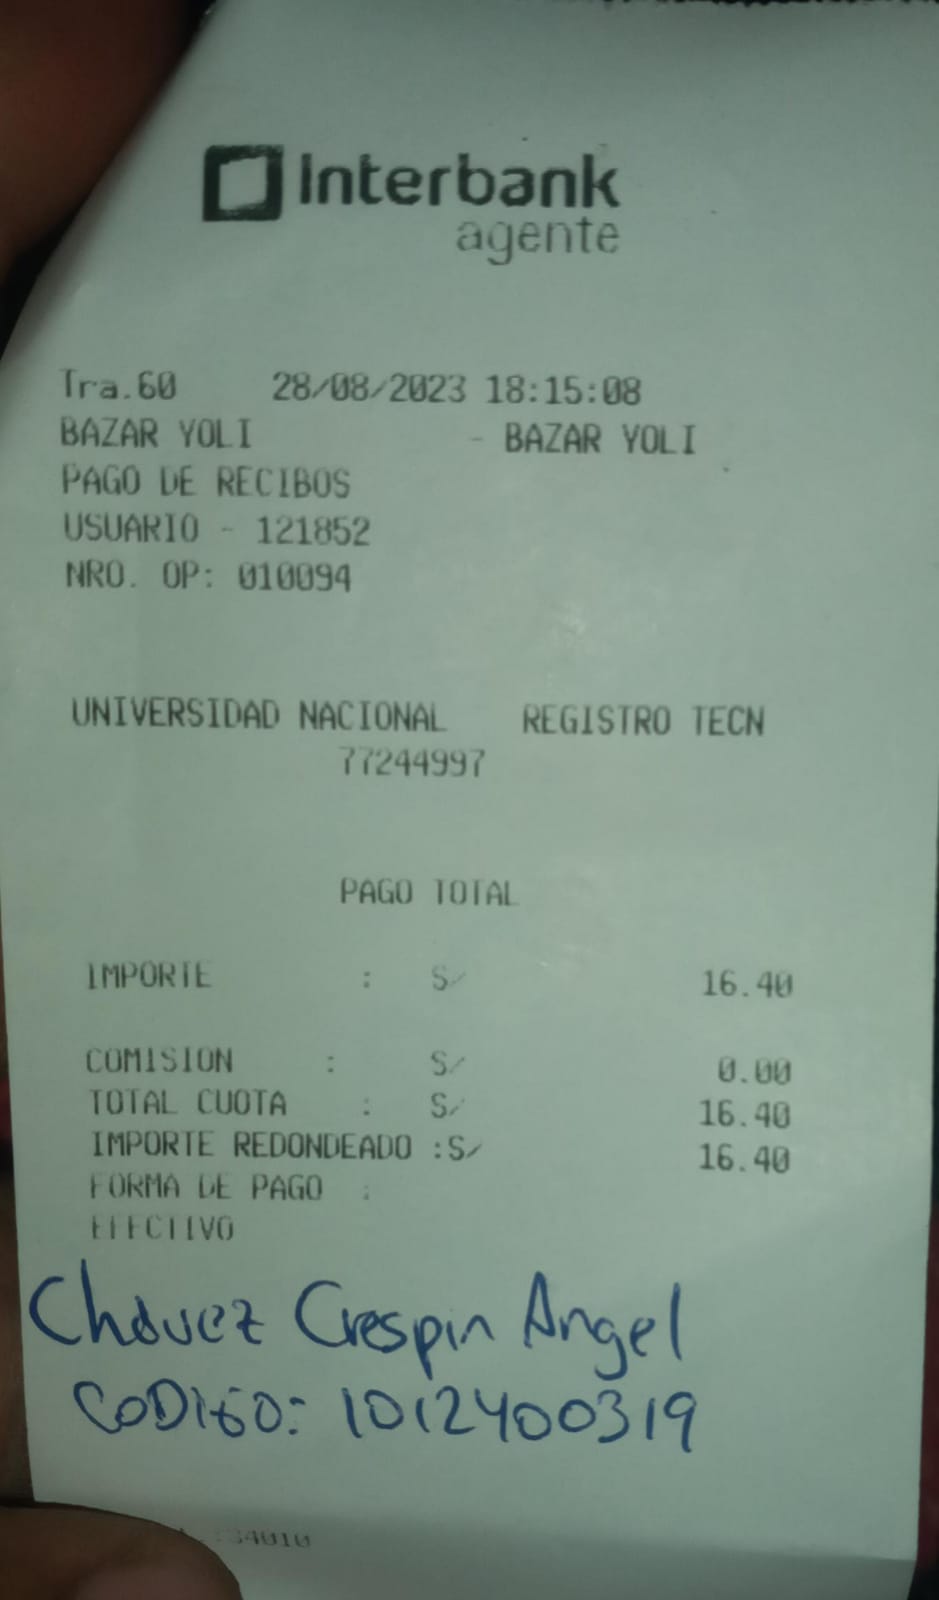 Interbank
agente
Tra.60 28/08/2023 18:15:08
BAZAR YOLI - BAZAR YOLI
PAGO DE RECIBOS
USUARIO - 121852
NRO. OP: 010094
UNIVERSIDAD NACIONAL REGISTRO TECN
77244997
PAGO TOTAL
IMPORTE : S/ 16.40
COMISION : S/ 0.00
TOTAL CUOTA : S/ 16.40
IMPORTE REDONDEADO :S/ 16.40
FORMA DE PAGO :
EFECTIVO
Chávez Crespin Angel
CODIGO: 1012400319
34010